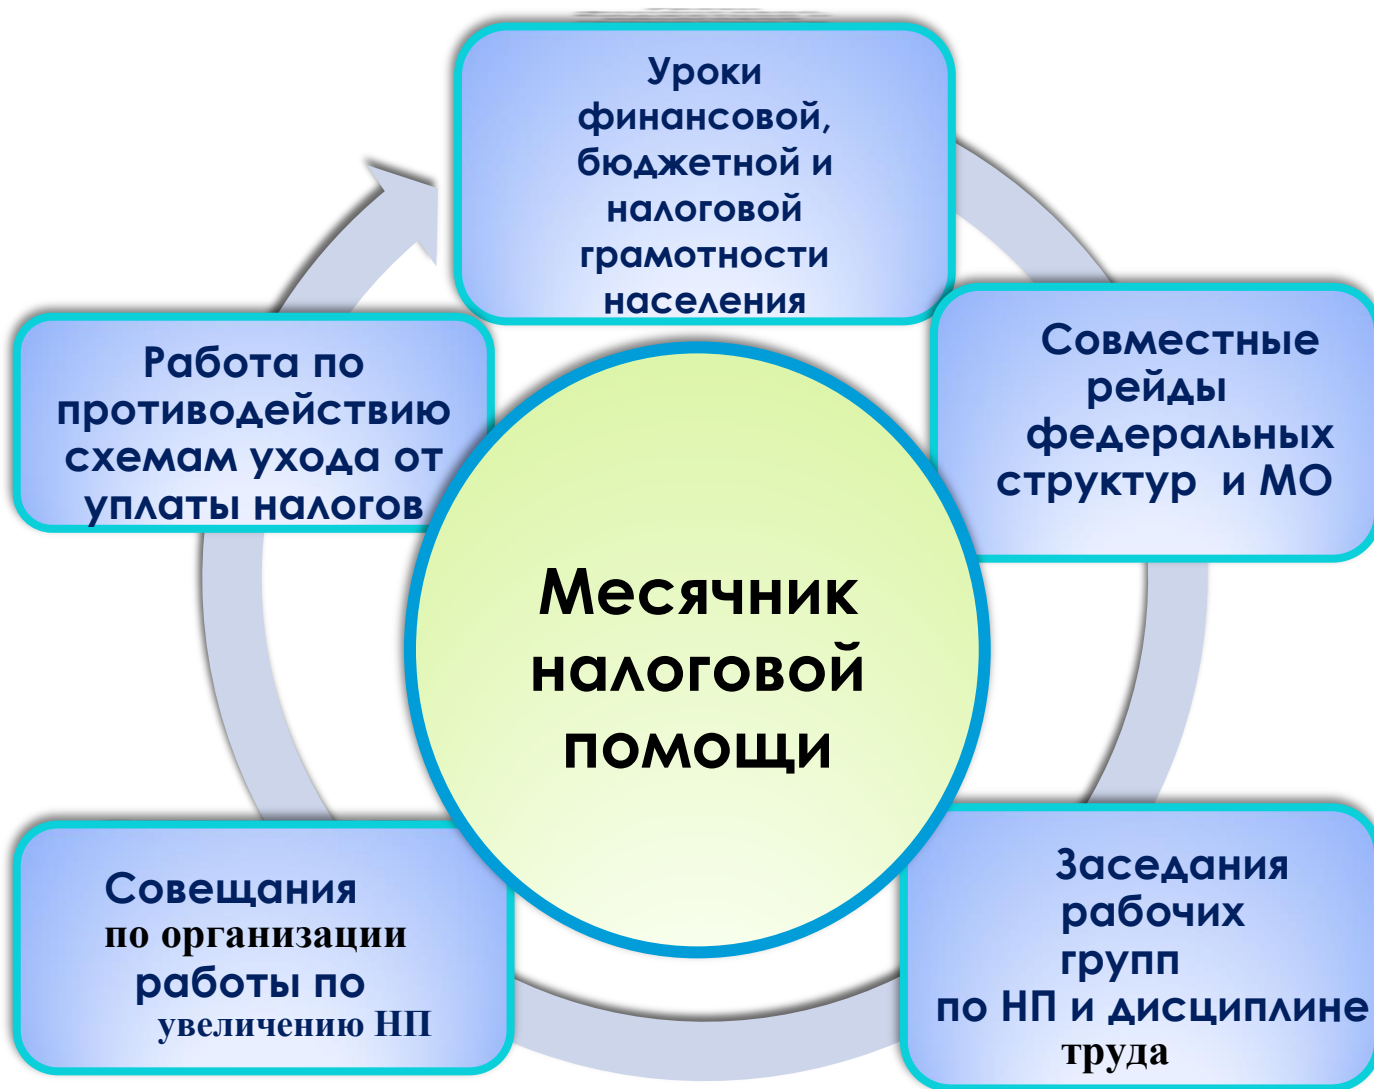 Уроки
финансовой,
бюджетной и
налоговой
грамотности
населения
Совместные
рейды
федеральных
структур и МО
Работа по
противодействию
схемам ухода от
уплаты налогов
Месячник
налоговой
помощи
Совещания
по организации
работы по
увеличению НП
Заседания
рабочих
групп
по НП и дисциплине
труда